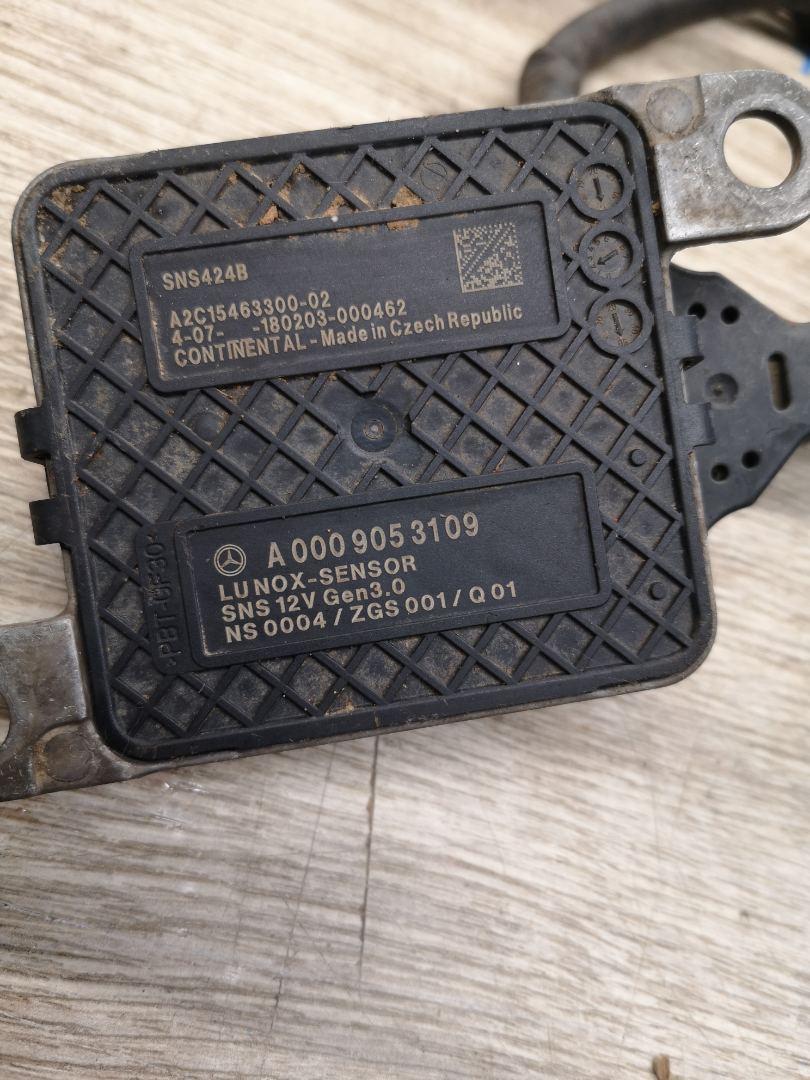 SNS424B
A2C15463300-02
4-07- -180203-000462
CONTINENTAL - Made in Czech Republic
A 000 905 3109
LU NOX-SENSOR
SNS 12V Gen3.0
NS 0004 / ZGS 001 / Q 01
>PBT-GF30<